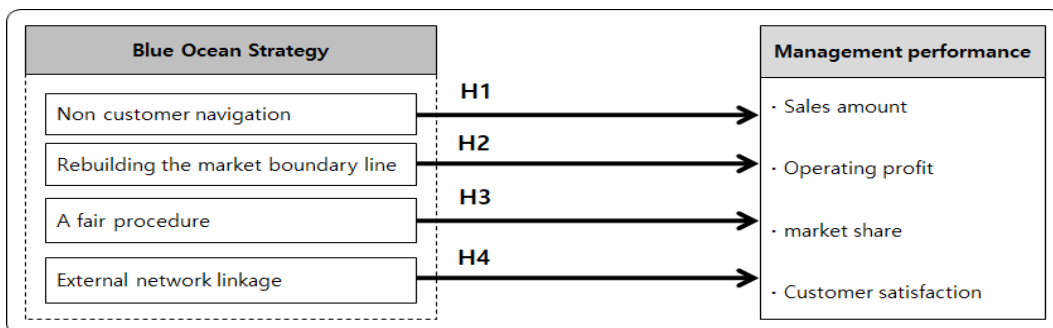 Blue Ocean Strategy
Non customer navigation
Rebuilding the market boundary line
A fair procedure
External network linkage
H1
H2
H3
H4
Management performance
· Sales amount
· Operating profit
· market share
· Customer satisfaction